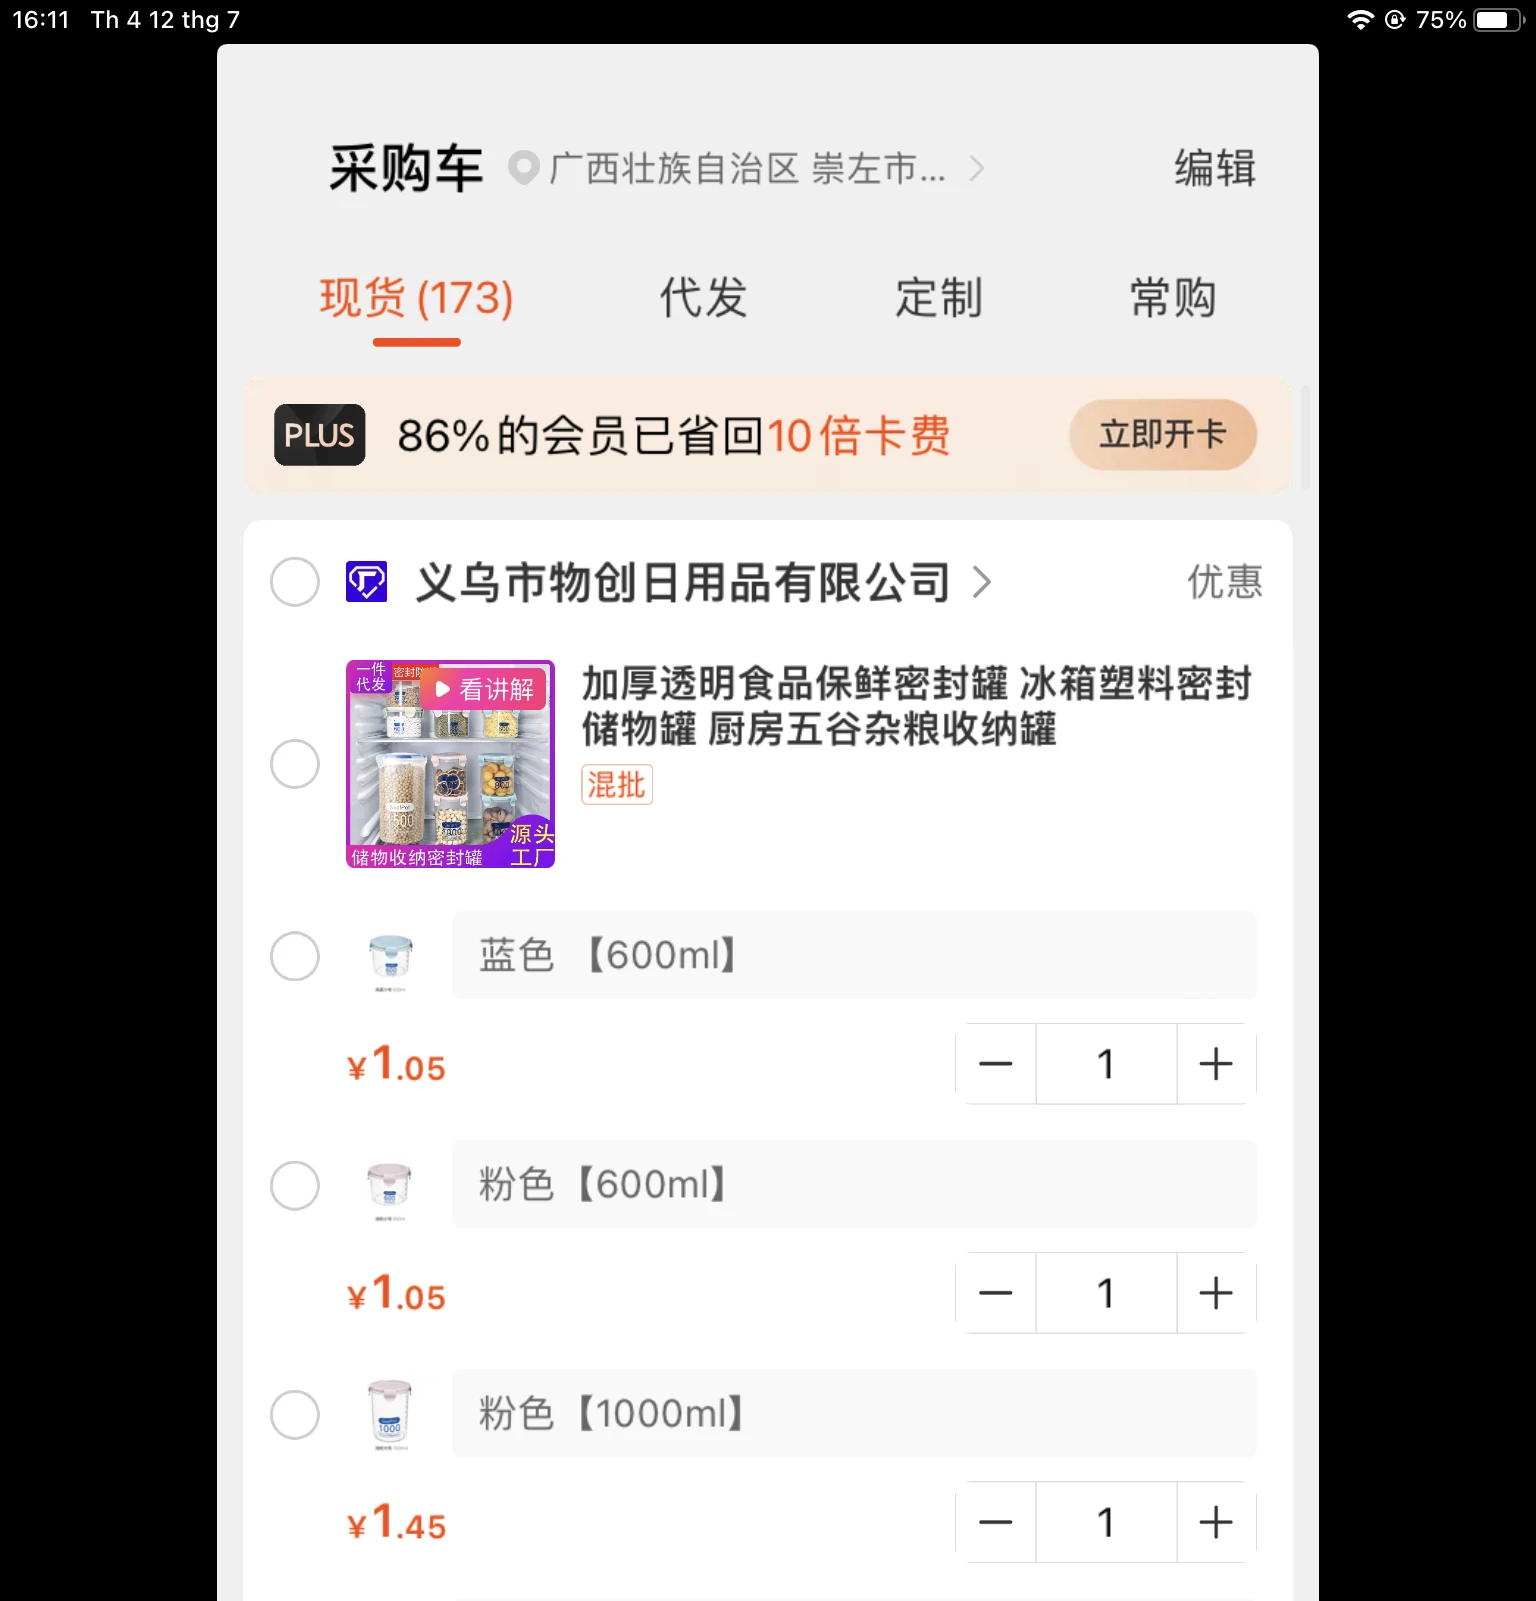 16:11 Th 4 12 thg 7
75%
采购车 广西壮族自治区 崇左市... 编辑
现货 (173) 代发 定制 常购
PLUS 86%的会员已省回10倍卡费 立即开卡
义乌市物创日用品有限公司 优惠
一件
代发
密封防
看讲解
1500
源头
工厂
储物收纳密封罐
加厚透明食品保鲜密封罐 冰箱塑料密封
储物罐 厨房五谷杂粮收纳罐
混批
蓝色 【600ml】
¥1.05 1
粉色【600ml】
¥1.05 1
1000
粉色【1000ml】
¥1.45 1